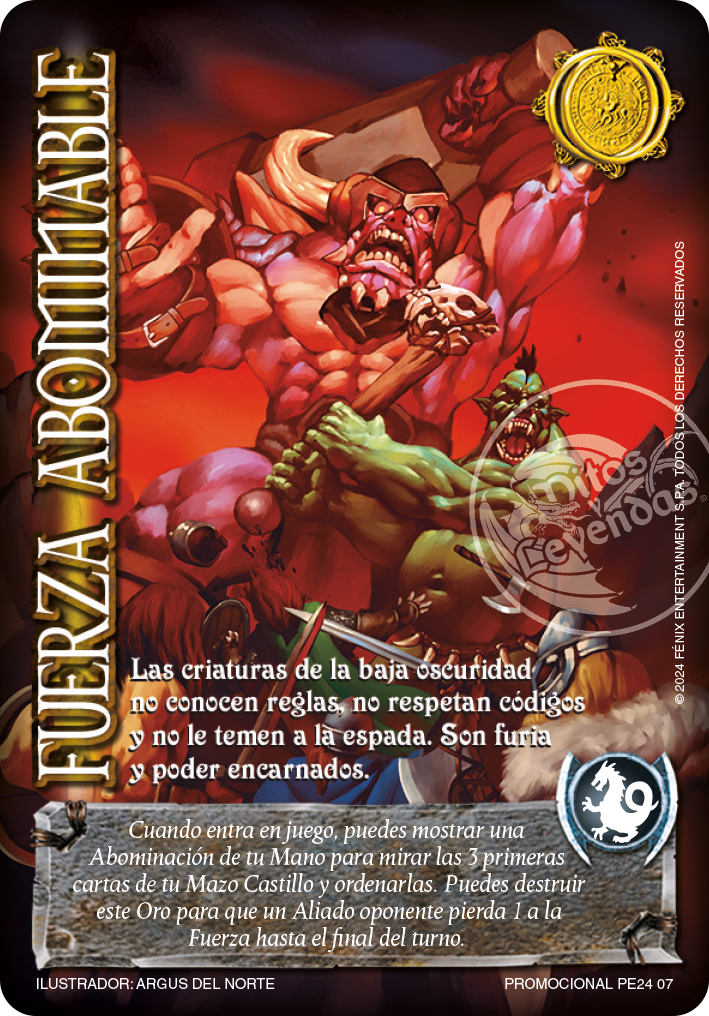 FUERZA ABOMINABLE
Las criaturas de la baja oscuridad
no conocen reglas, no respetan códigos
y no le temen a la espada. Son furia
y poder encarnados.
Cuando entra en juego, puedes mostrar una
Abominación de tu Mano para mirar las 3 primeras
cartas de tu Mazo Castillo y ordenarlas. Puedes destruir
este Oro para que un Aliado oponente pierda 1 a la
Fuerza hasta el final del turno.
ILUSTRADOR: ARGUS DEL NORTE
PROMOCIONAL PE24 07
© 2024 FÉNIX ENTERTAINMENT S.P.A. TODOS LOS DERECHOS RESERVADOS
Mitos
y
Leyendas®